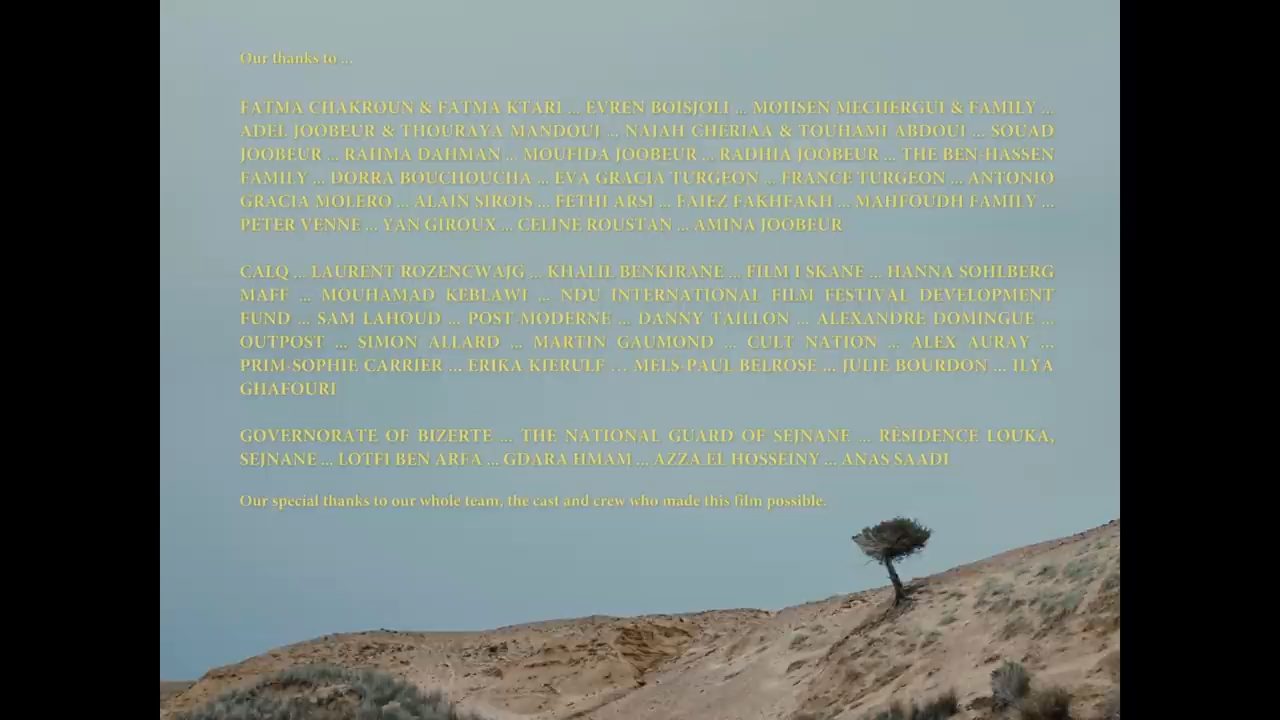 Our thanks to ...
FATMA CHAKROUN & FATMA KTARI ... EVREN BOISJOLI ... MOHSEN MECHERGUI & FAMILY ...
ADEL JOOBEUR & THOURAYA MANDOUJ ... NAJAH CHERIAA & TOUHAMI ABDOUI ... SOUAD
JOOBEUR ... RAHMA DAHMAN ... MOUFIDA JOOBEUR ... RADHIA JOOBEUR ... THE BEN-HASSEN
FAMILY ... DORRA BOUCHOUCHA ... EVA GRACIA TURGEON ... FRANCE TURGEON ... ANTONIO
GRACIA MOLERO ... ALAIN SIROIS ... FETHI ARSI ... FAIEZ FAKHFAKH ... MAHFOUDH FAMILY ...
PETER VENNE ... YAN GIROUX ... CELINE ROUSTAN ... AMINA JOOBEUR
CALQ ... LAURENT ROZENCWAJG ... KHALIL BENKIRANE ... FILM I SKANE ... HANNA SOHLBERG
MAFF ... MOUHAMAD KEBLAWI ... NDU INTERNATIONAL FILM FESTIVAL DEVELOPMENT
FUND ... SAM LAHOUD ... POST-MODERNE ... DANNY TAILLON ... ALEXANDRE DOMINGUE ...
OUTPOST ... SIMON ALLARD ... MARTIN GAUMOND ... CULT NATION ... ALEX AURAY ...
PRIM-SOPHIE CARRIER ... ERIKA KIERULF ... MELS-PAUL BELROSE ... JULIE BOURDON ... ILYA
GHAFOURI
GOVERNORATE OF BIZERTE ... THE NATIONAL GUARD OF SEJNANE ... RÉSIDENCE LOUKA,
SEJNANE ... LOTFI BEN ARFA ... GDARA HMAM ... AZZA EL HOSSEINY ... ANAS SAADI
Our special thanks to our whole team, the cast and crew who made this film possible.